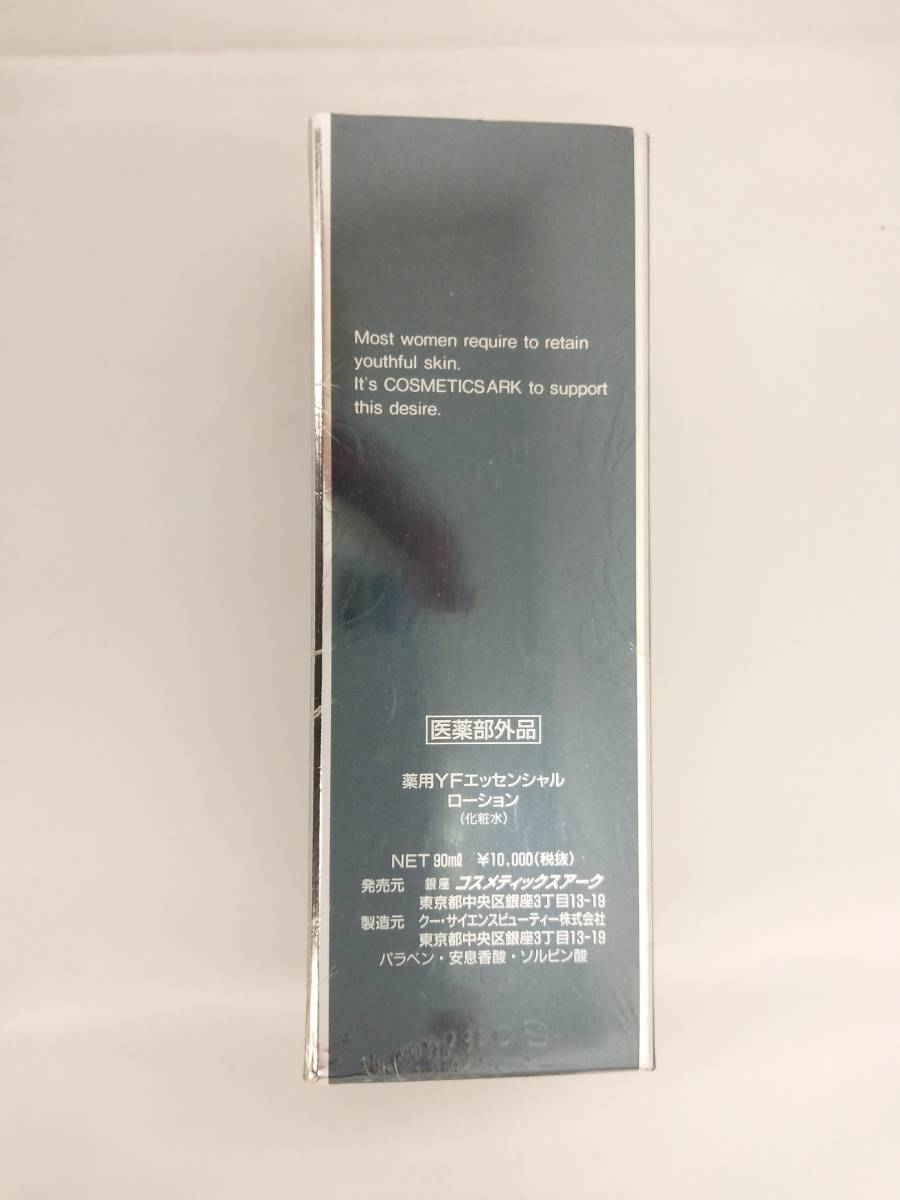 Most women require to retain
youthful skin.
It's COSMETICSARK to support
this desire.
医薬部外品
薬用YFエッセンシャル
ローション
(化粧水)
NET 90mℓ ¥10,000(税抜)
発売元 銀座 コスメティックスアーク
東京都中央区銀座3丁目13-19
製造元 クー・サイエンスビューティー株式会社
東京都中央区銀座3丁目13-19
パラベン・安息香酸・ソルビン酸